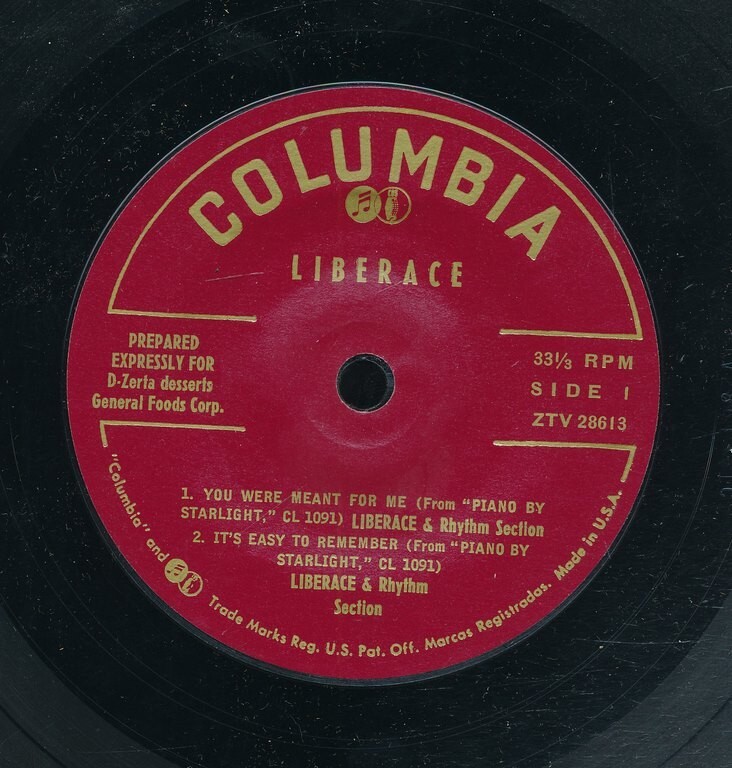 COLUMBIA
LIBERACE
PREPARED
EXPRESSLY FOR
D-Zerta desserts
General Foods Corp.
33⅓ RPM
SIDE 1
ZTV 28613
1. YOU WERE MEANT FOR ME (From "PIANO BY
STARLIGHT," CL 1091) LIBERACE & Rhythm Section
2. IT'S EASY TO REMEMBER (From "PIANO BY
STARLIGHT," CL 1091)
LIBERACE & Rhythm
Section
"Columbia" and Trade Marks Reg. U.S. Pat. Off. Marcas Registradas. Made in U.S.A.